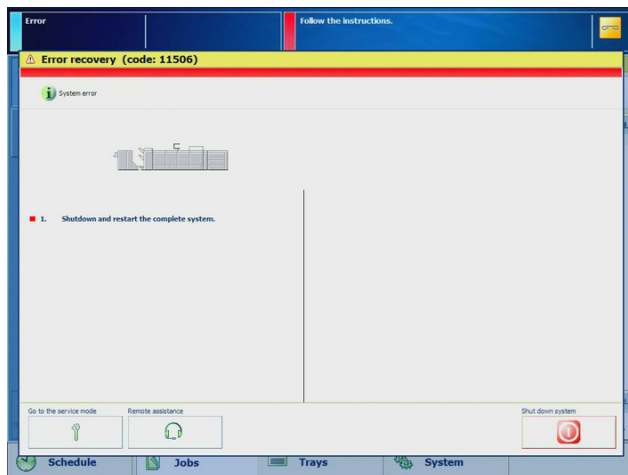 Error
Follow the instructions.
Error recovery (code: 11506)
System error
1. Shutdown and restart the complete system.
Go to the service mode
Remote assistance
Shut down system
Schedule
Jobs
Trays
System